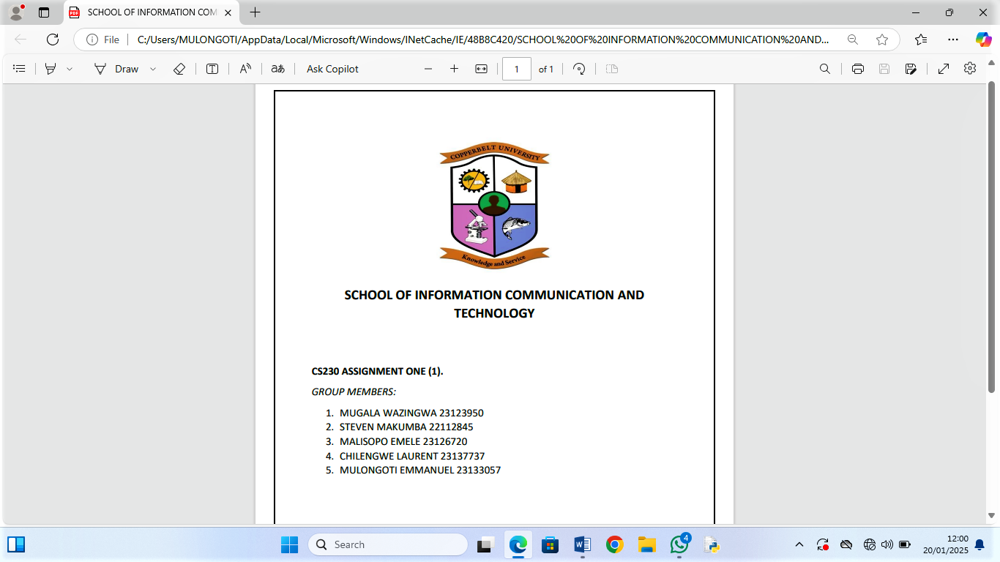 SCHOOL OF INFORMATION COM
File
C:/Users/MULONGOTI/AppData/Local/Microsoft/Windows/INetCache/IE/48B8C420/SCHOOL%20OF%20INFORMATION%20COMMUNICATION%20AND...
Draw
Ask Copilot
1 of 1
COPPERBELT UNIVERSITY
Knowledge and Service
SCHOOL OF INFORMATION COMMUNICATION AND
TECHNOLOGY
CS230 ASSIGNMENT ONE (1).
GROUP MEMBERS:
1. MUGALA WAZINGWA 23123950
2. STEVEN MAKUMBA 22112845
3. MALISOPO EMELE 23126720
4. CHILENGWE LAURENT 23137737
5. MULONGOTI EMMANUEL 23133057
Search
4
12:00
20/01/2025